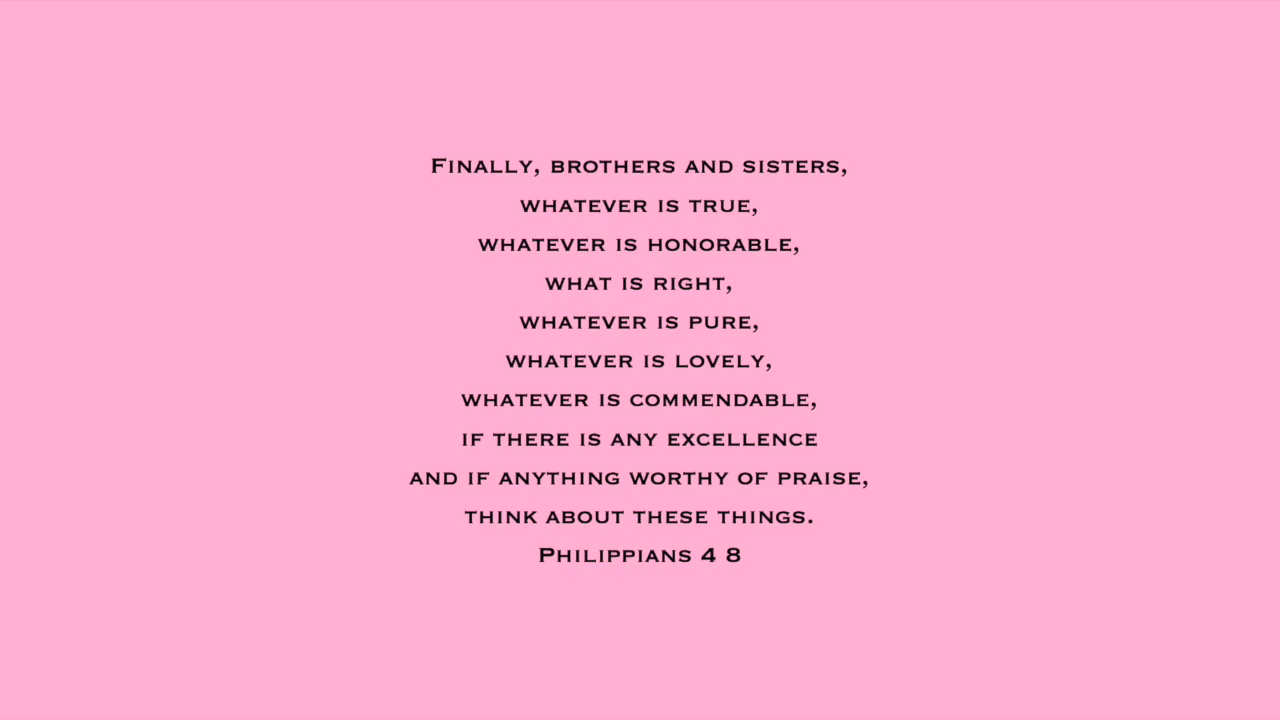 Finally, brothers and sisters,
whatever is true,
whatever is honorable,
what is right,
whatever is pure,
whatever is lovely,
whatever is commendable,
if there is any excellence
and if anything worthy of praise,
think about these things.
Philippians 4 8